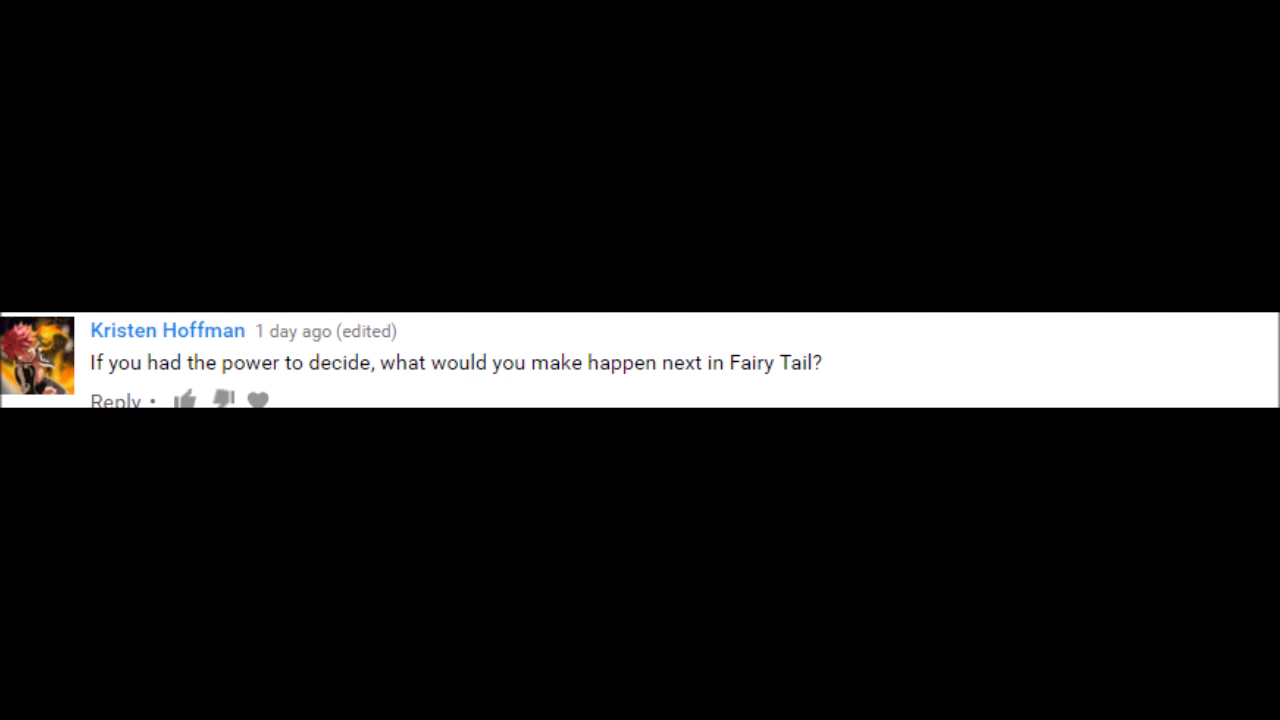 Kristen Hoffman 1 day ago (edited)
If you had the power to decide, what would you make happen next in Fairy Tail?
Reply •